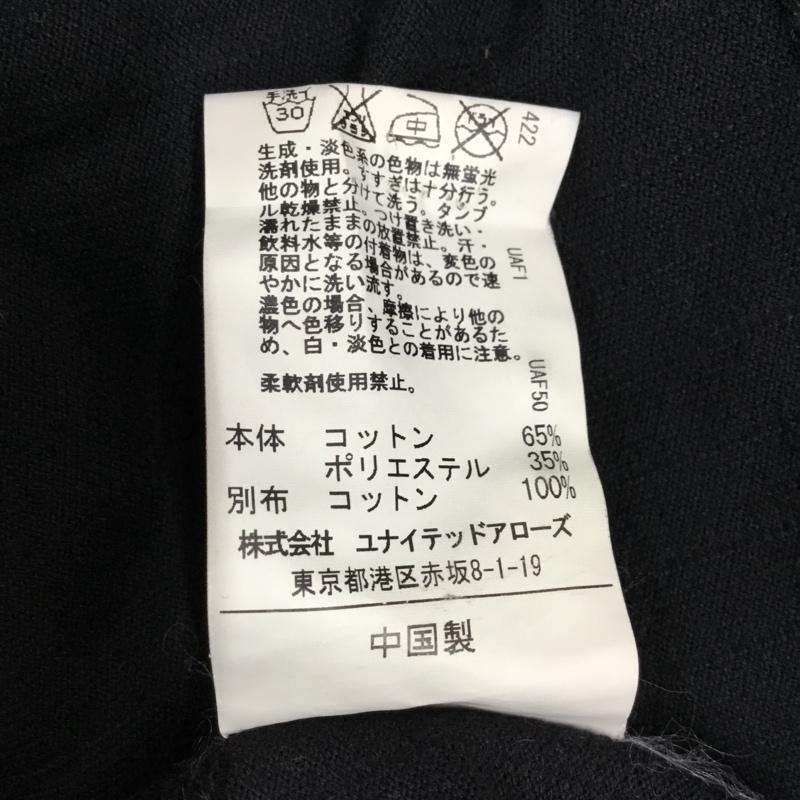 手洗イ
30
エンソサラシ
中
ドライ
422
生成・淡色系の色物は無蛍光
洗剤使用。すすぎは十分行う。
他の物と分けて洗う。タンブ
ル乾燥禁止。つけ置き洗い・
濡れたままの放置禁止。汗・
飲料水等の付着物は、変色の
原因となる場合があるので速
やかに洗い流す。
濃色の場合、摩擦により他の
物へ色移りすることがあるた
め、白・淡色との着用に注意。
柔軟剤使用禁止。
UAF1
UAF50
本体 コットン 65%
ポリエステル 35%
別布 コットン 100%
株式会社 ユナイテッドアローズ
東京都港区赤坂8-1-19
中国製